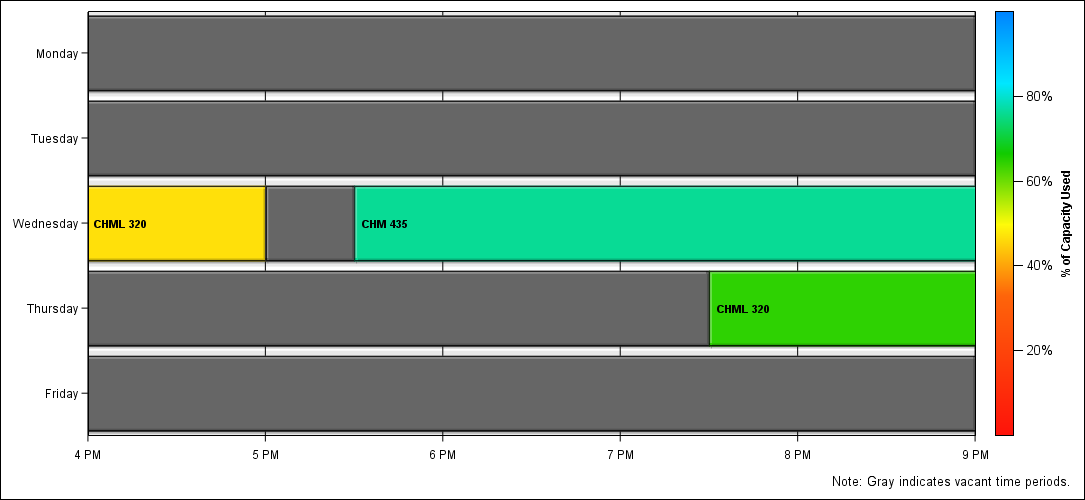 Monday
Tuesday
Wednesday
Thursday
Friday
CHML 320
CHM 435
CHML 320
4 PM
5 PM
6 PM
7 PM
8 PM
9 PM
80%
60%
40%
20%
% of Capacity Used
Note: Gray indicates vacant time periods.